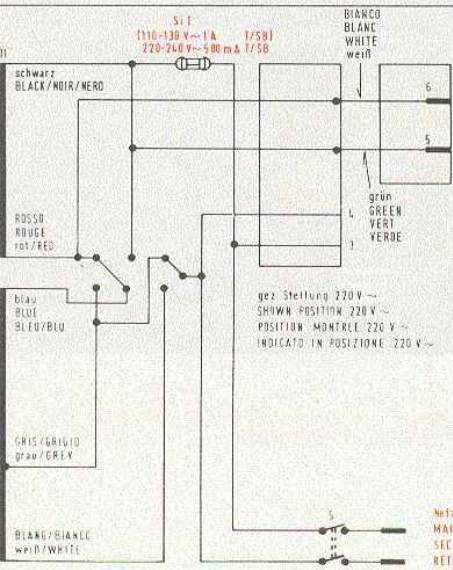 Si 1
(110-130 V~ 1 A T/SB)
220-240 V~ 500 mA T/SB
BIANCO
BLANC
WHITE
weiß
schwarz
BLACK/NOIR/NERO
6
5
grün
GREEN
VERT
VERDE
ROSSO
ROUGE
rot/RED
4
3
blau
BLUE
BLEU/BLU
gez Stellung 220 V ~
SHOWN POSITION 220 V ~
POSITION MONTREE 220 V ~
INDICATO IN POSIZIONE 220 V ~
GRIS/GRIGIO
grau/GREY
BLANC/BIANCO
weiß/WHITE
S